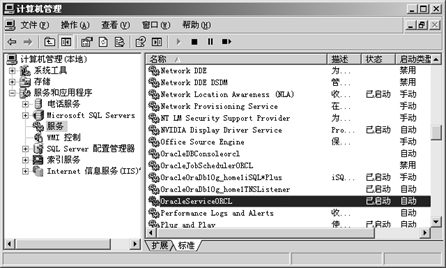 计算机管理
文件(F) 操作(A) 查看(V) 窗口(W) 帮助(H)
计算机管理(本地)
系统工具
存储
服务和应用程序
电话服务
Microsoft SQL Servers
服务
WMI 控制
SQL Server 配置管理器
索引服务
Internet 信息服务(IIS)
名称 描述 状态 启动类型
Network DDE 为... 禁用
Network DDE DSDM 管... 禁用
Network Location Awareness (NLA) 收... 已启动 手动
Network Provisioning Service 在... 手动
NT LM Security Support Provider 为... 手动
NVIDIA Display Driver Service Pro... 已启动 自动
Office Source Engine 保... 手动
OracleDBConsoleorcl 自动
OracleJobSchedulerORCL 禁用
OracleOraDb10g_home1iSQL*Plus iSQ... 已启动 手动
OracleOraDb10g_home1TNSListener 已启动 自动
OracleServiceORCL 已启动 自动
Performance Logs and Alerts 收... 自动
Plug and Play 使... 已启动 自动
扩展 标准